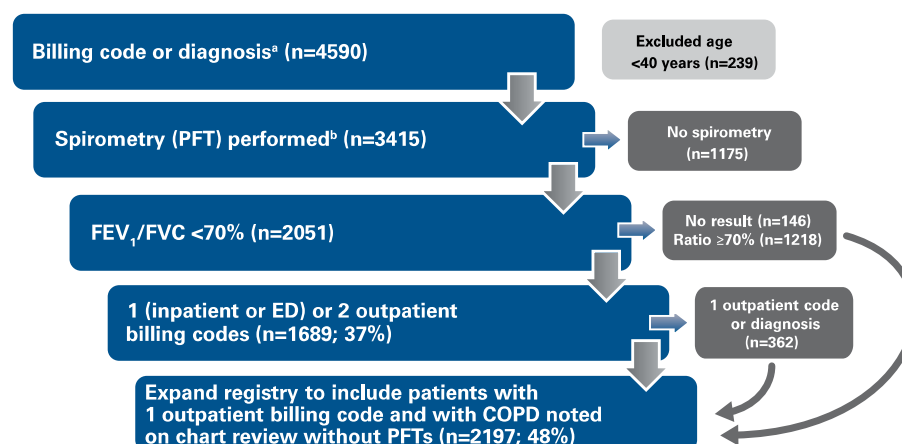 Billing code or diagnosisᵃ (n=4590)
Excluded age
<40 years (n=239)
Spirometry (PFT) performedᵇ (n=3415)
No spirometry
(n=1175)
FEV₁/FVC <70% (n=2051)
No result (n=146)
Ratio ≥70% (n=1218)
1 (inpatient or ED) or 2 outpatient
billing codes (n=1689; 37%)
1 outpatient code
or diagnosis
(n=362)
Expand registry to include patients with
1 outpatient billing code and with COPD noted
on chart review without PFTs (n=2197; 48%)